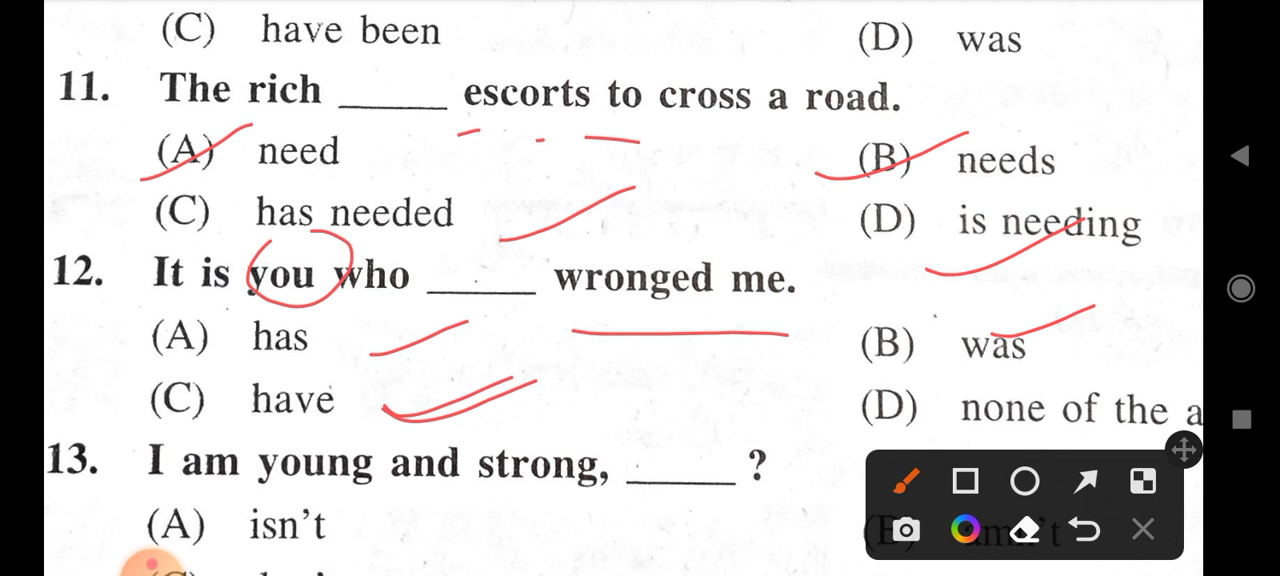 (C) have been (D) was
11. The rich _____ escorts to cross a road.
(A) need (B) needs
(C) has needed (D) is needing
12. It is you who _____ wronged me.
(A) has (B) was
(C) have (D) none of the a
13. I am young and strong, _____ ?
(A) isn't